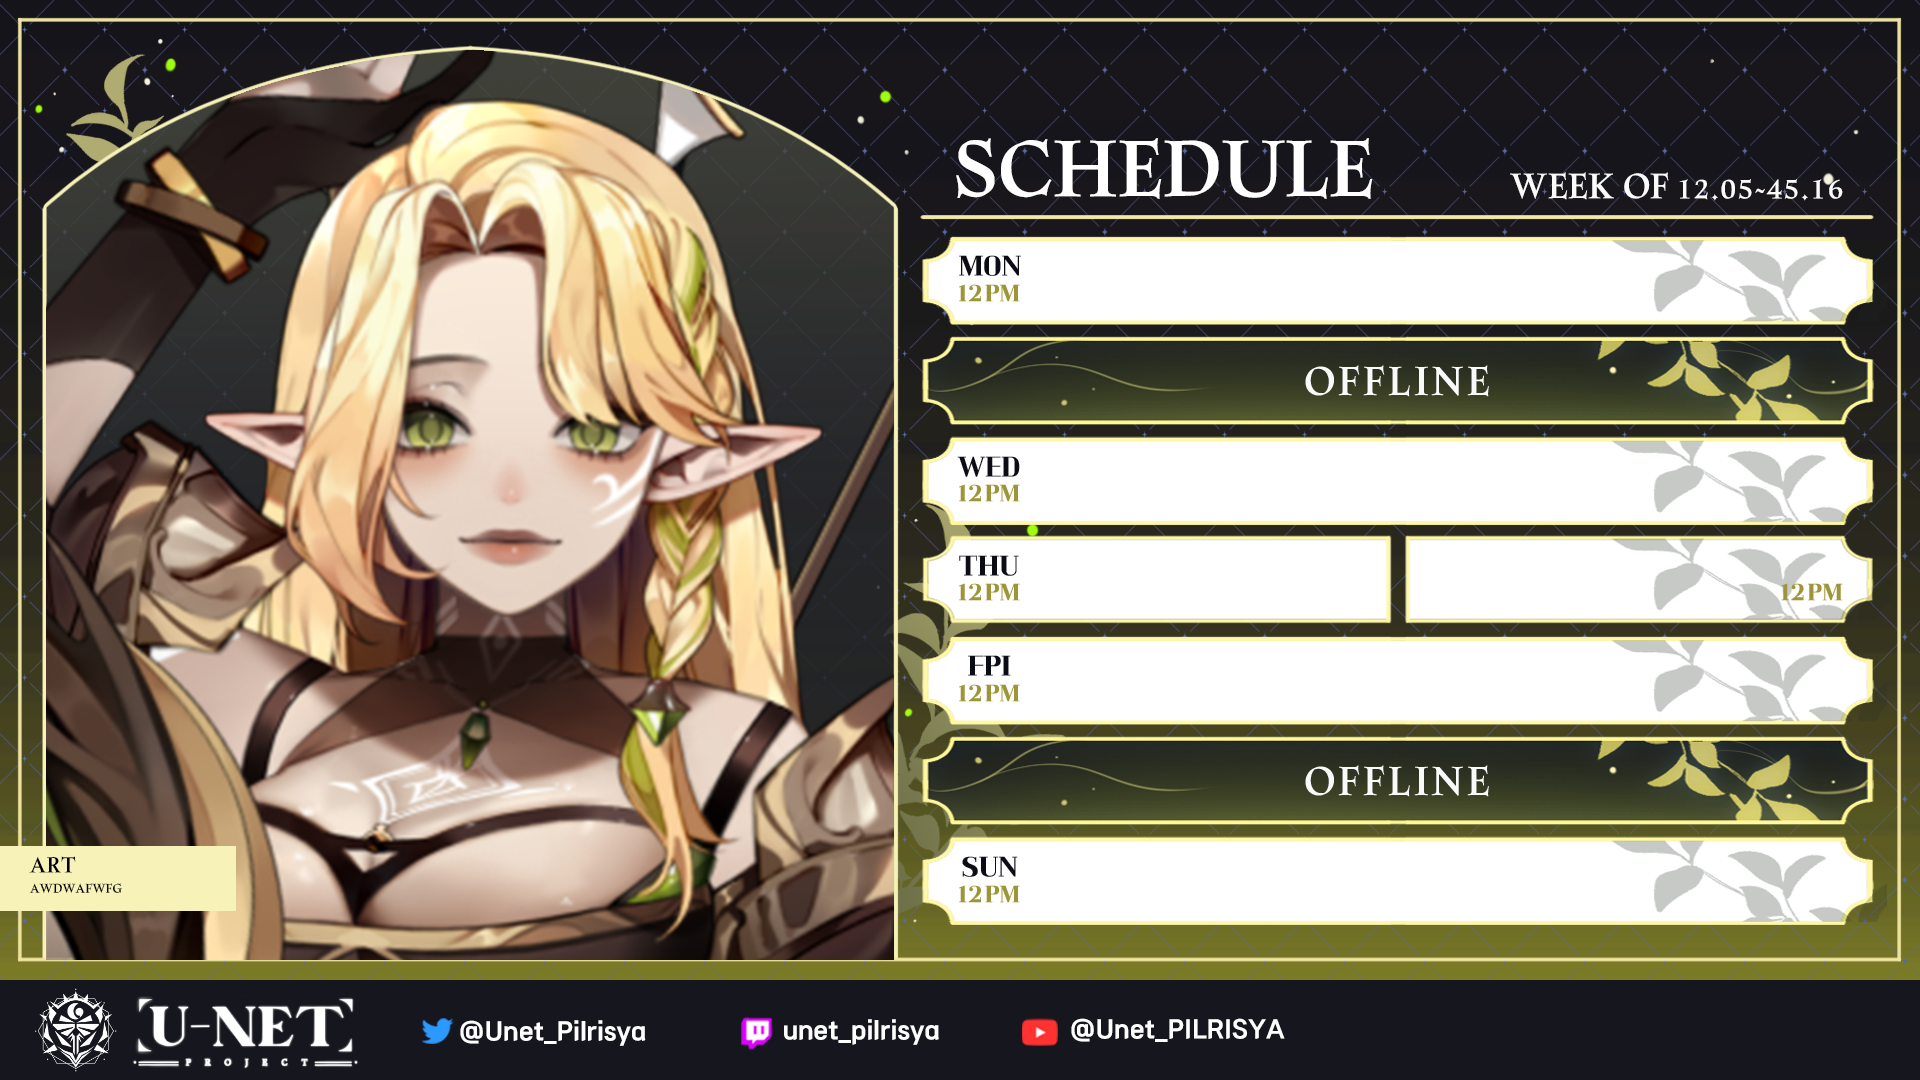 SCHEDULE
WEEK OF 12.05~45.16
MON
12PM
OFFLINE
WED
12PM
THU
12PM
12PM
FPI
12PM
OFFLINE
SUN
12PM
ART
AWDWAFWFG
U-NET
PROJECT
@Unet_Pilrisya
unet_pilrisya
@Unet_PILRISYA